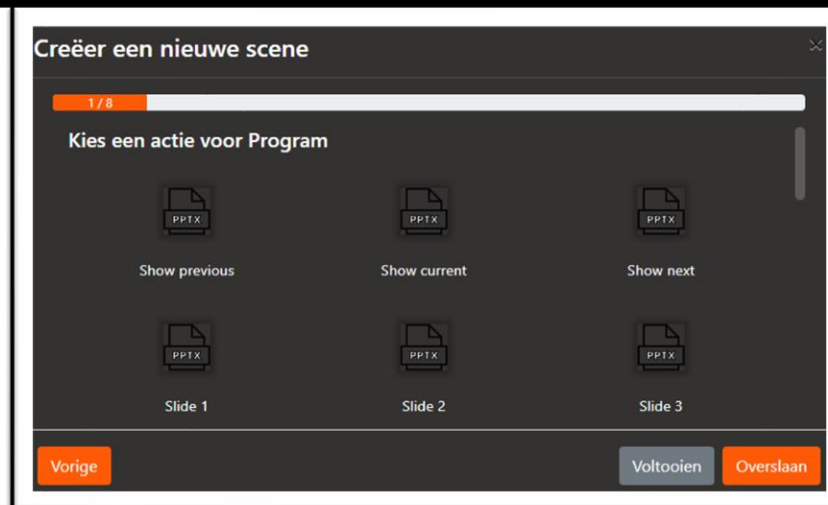 Creëer een nieuwe scene
1 / 8
Kies een actie voor Program
PPTX PPTX PPTX
Show previous Show current Show next
PPTX PPTX PPTX
Slide 1 Slide 2 Slide 3
Vorige Voltooien Overslaan